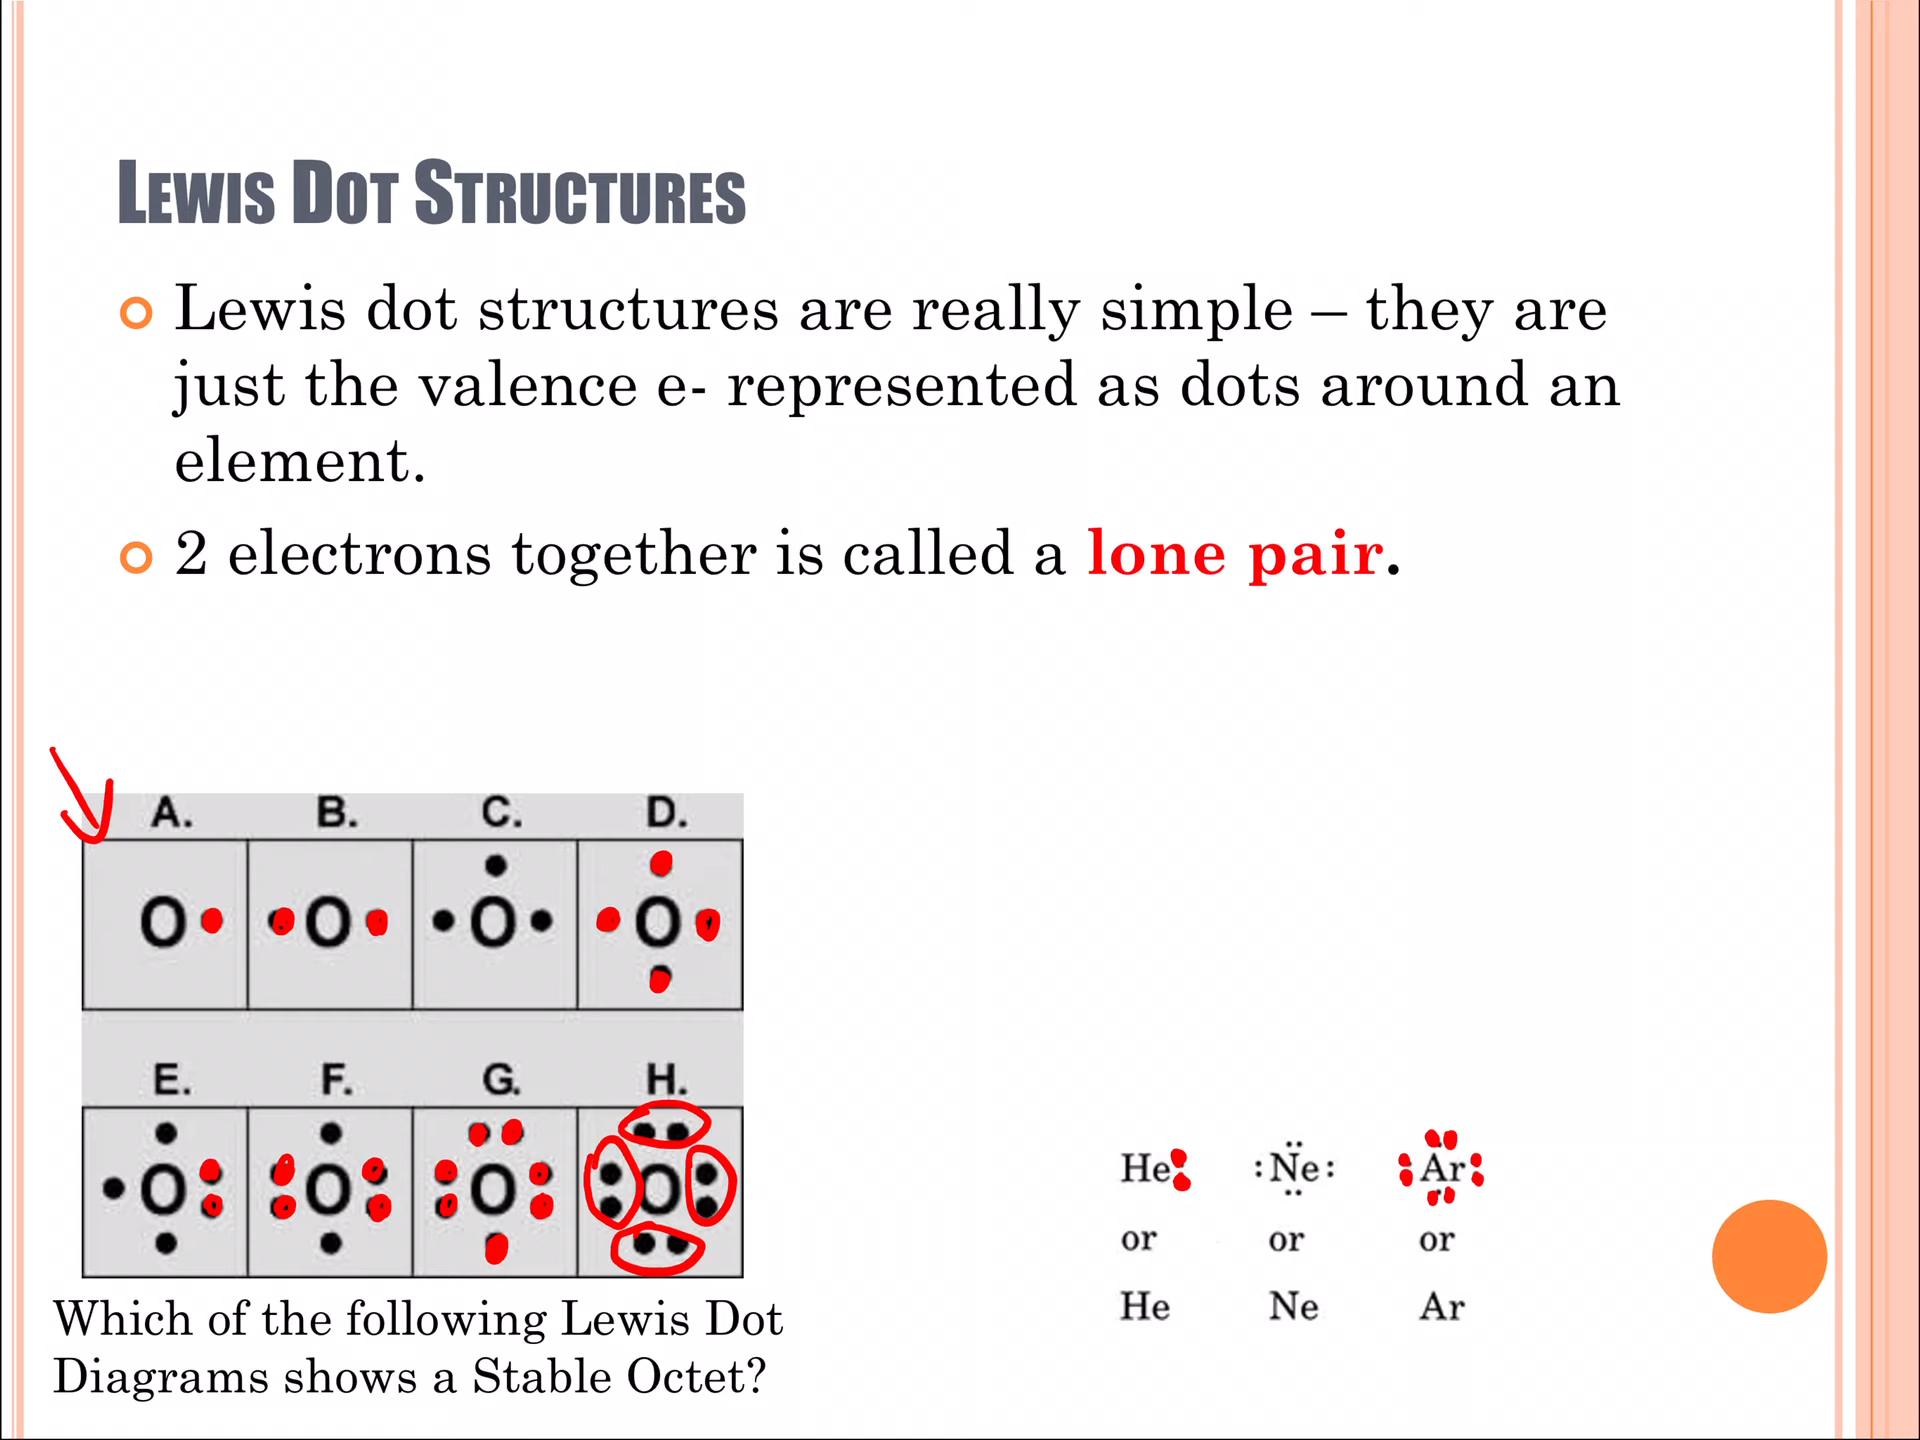 LEWIS DOT STRUCTURES
Lewis dot structures are really simple – they are
just the valence e- represented as dots around an
element.
2 electrons together is called a lone pair.
A. B. C. D.
O O O O
E. F. G. H.
O O O O
Which of the following Lewis Dot
Diagrams shows a Stable Octet?
He: :Ne: :Ar:
or or or
He Ne Ar